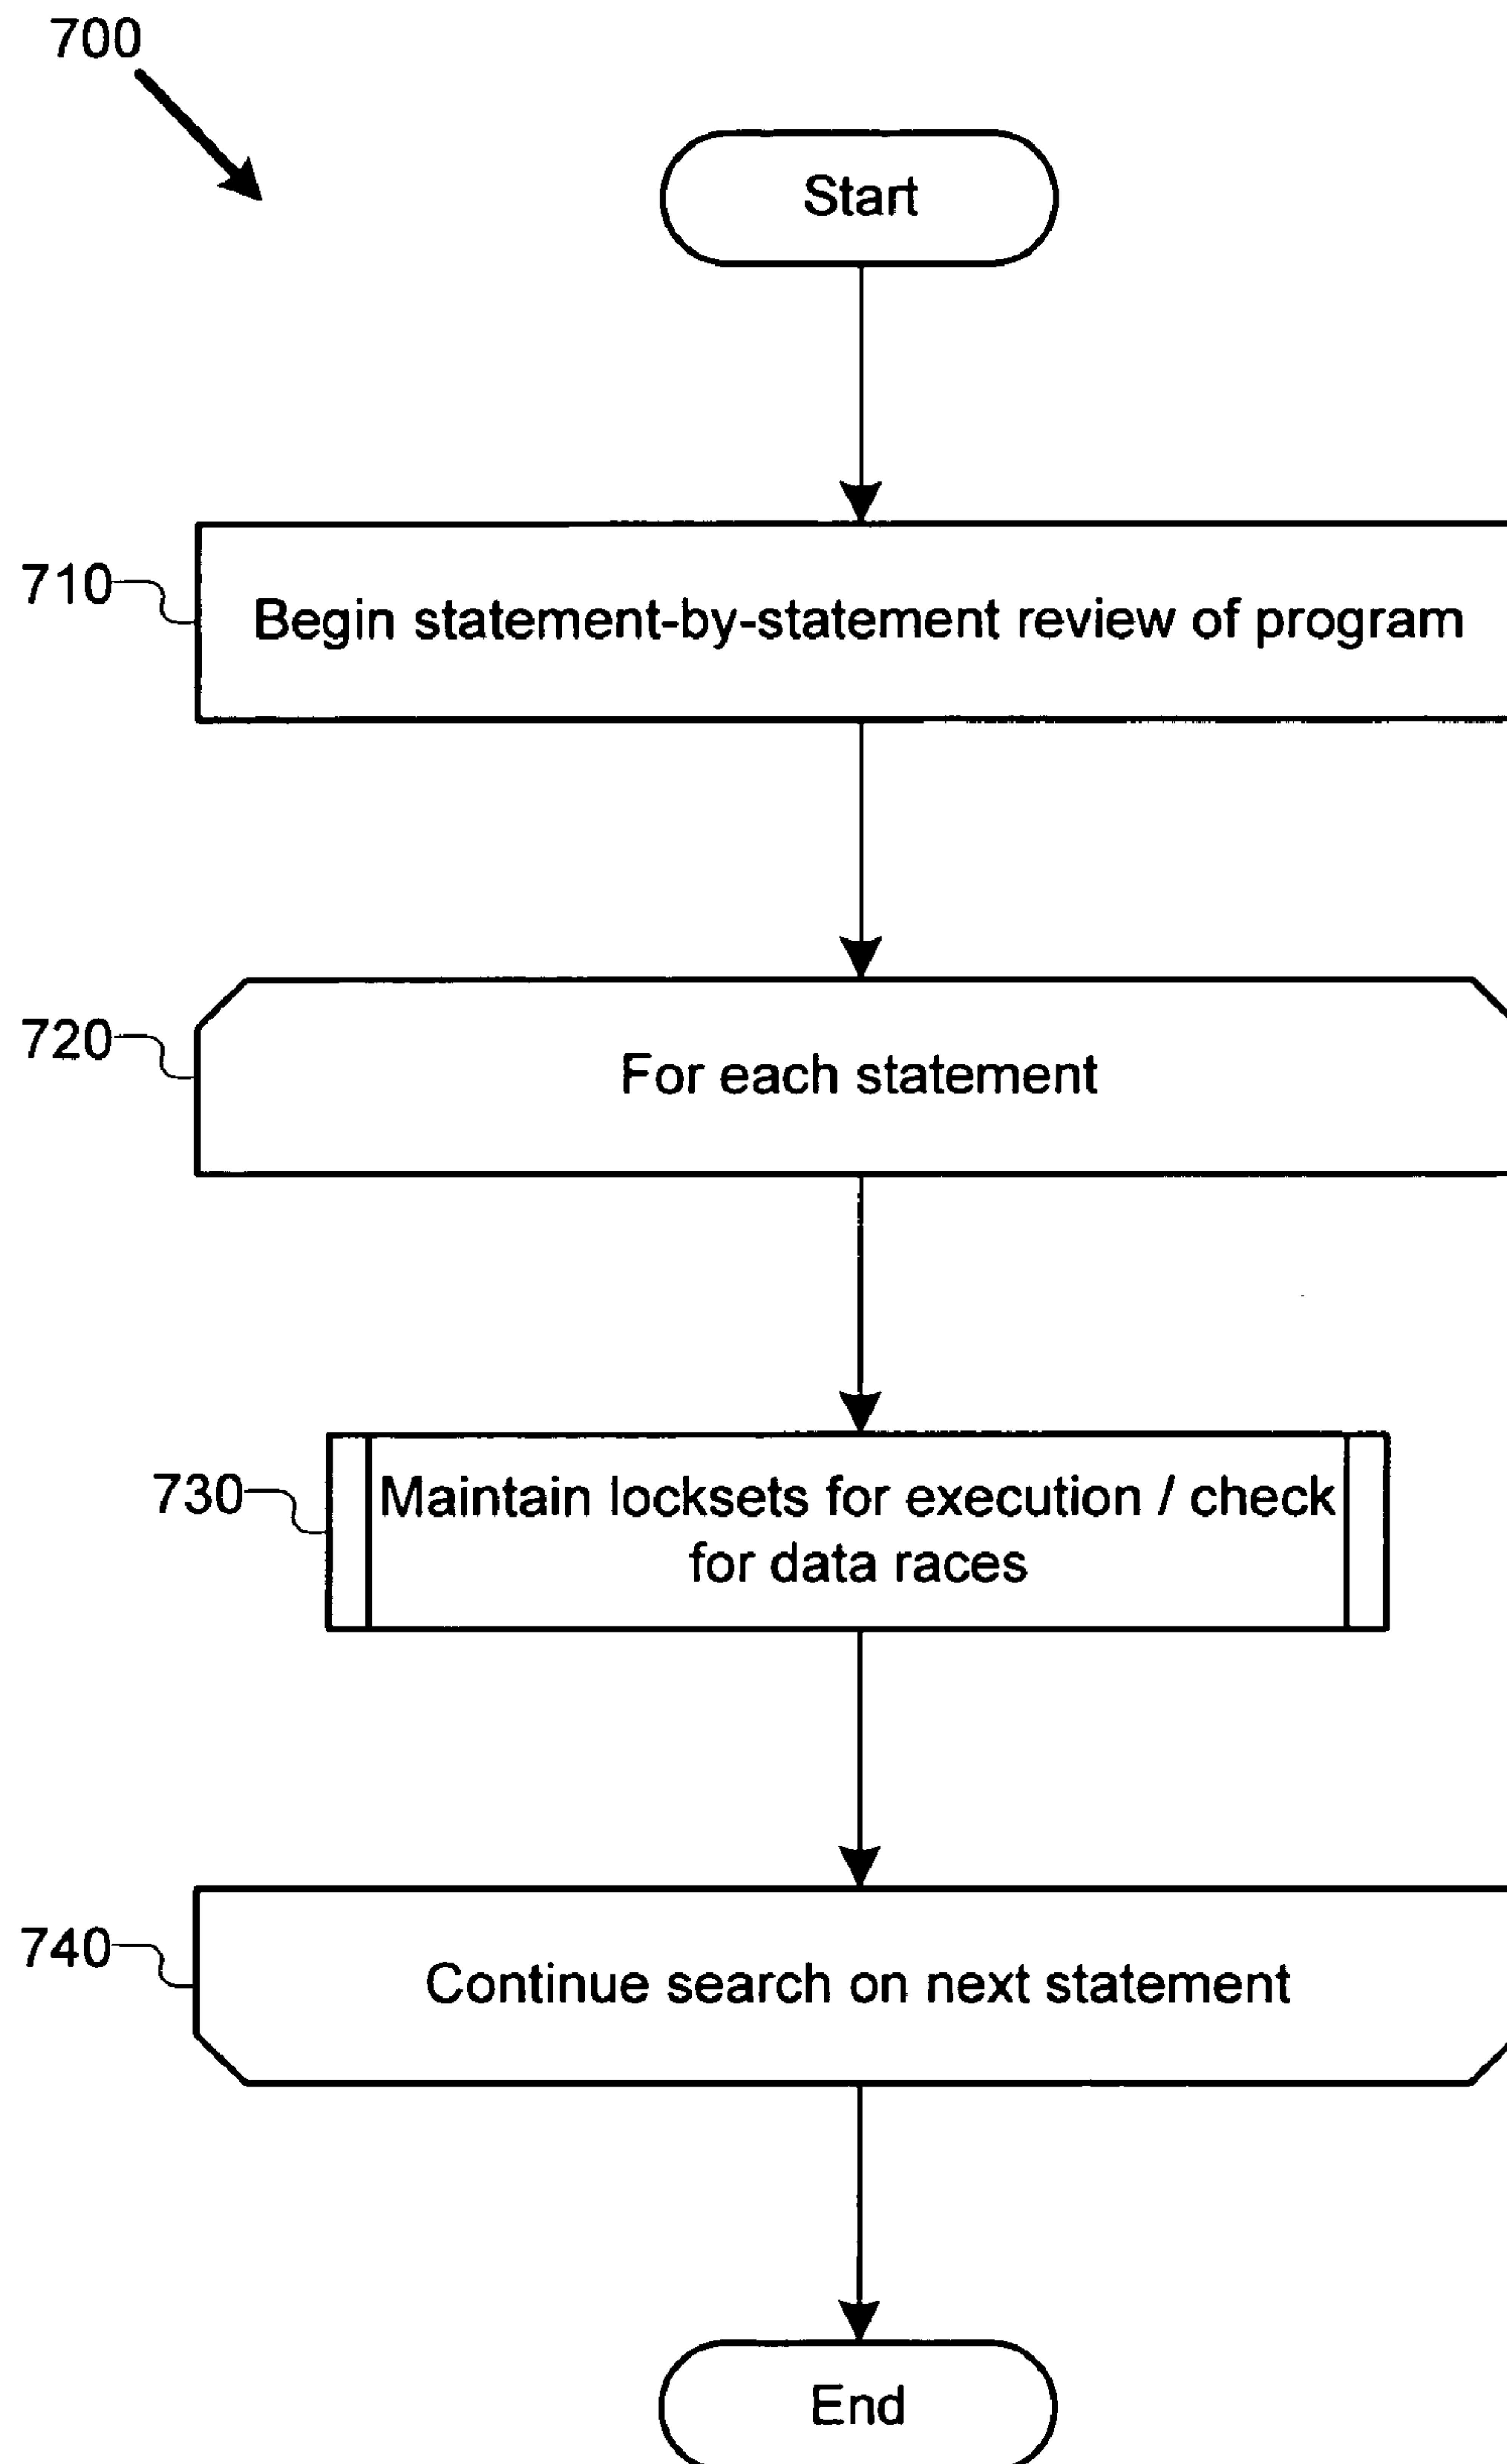 700
Start
710
Begin statement-by-statement review of program
720
For each statement
730
Maintain locksets for execution / check
for data races
740
Continue search on next statement
End